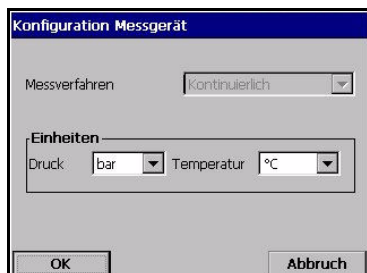 Konfiguration Messgerät
Messverfahren Kontinuierlich
Einheiten
Druck bar Temperatur °C
OK Abbruch